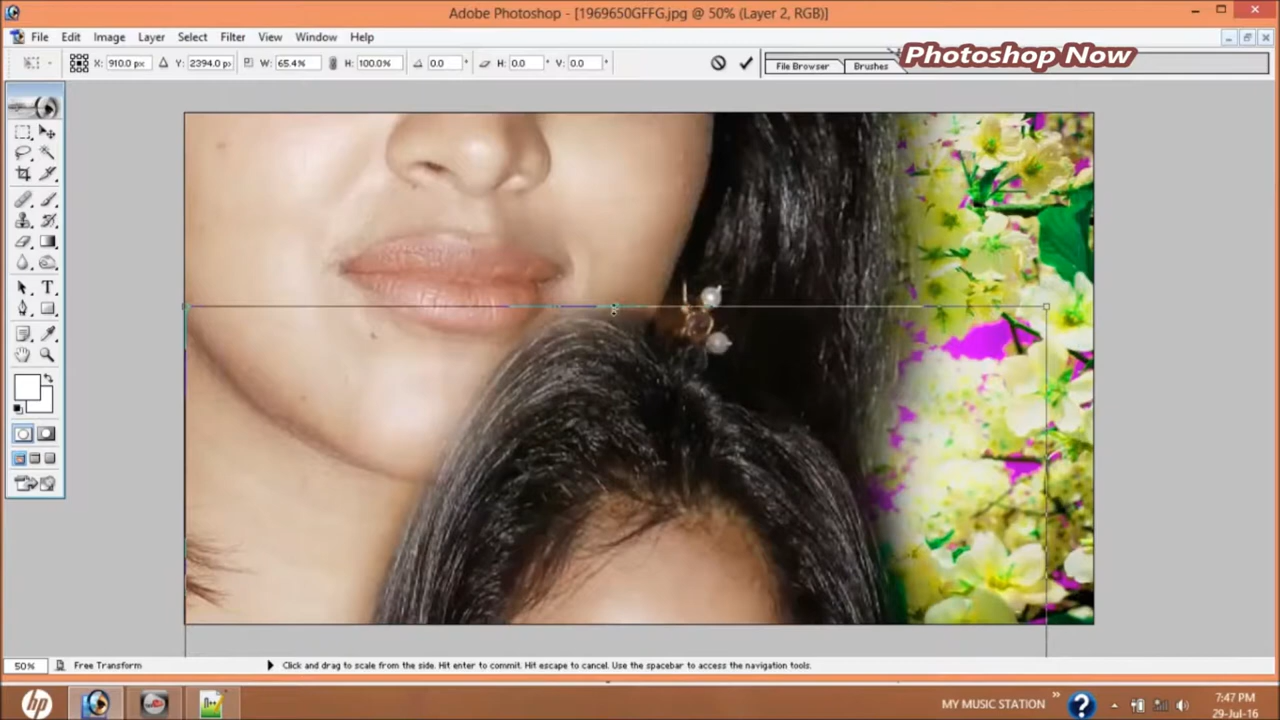 Adobe Photoshop - [1969650GFFG.jpg @ 50% (Layer 2, RGB)]
File Edit Image Layer Select Filter View Window Help
X: 910.0 px Y: 2394.0 px W: 65.4% H: 100.0% 0.0 ° H: 0.0 ° V: 0.0 ° File Browser Brushes
Photoshop Now
T
50% Free Transform Click and drag to scale from the side. Hit enter to commit. Hit escape to cancel. Use the spacebar to access the navigation tools.
hp MY MUSIC STATION » ? 7:47 PM
29-Jul-16